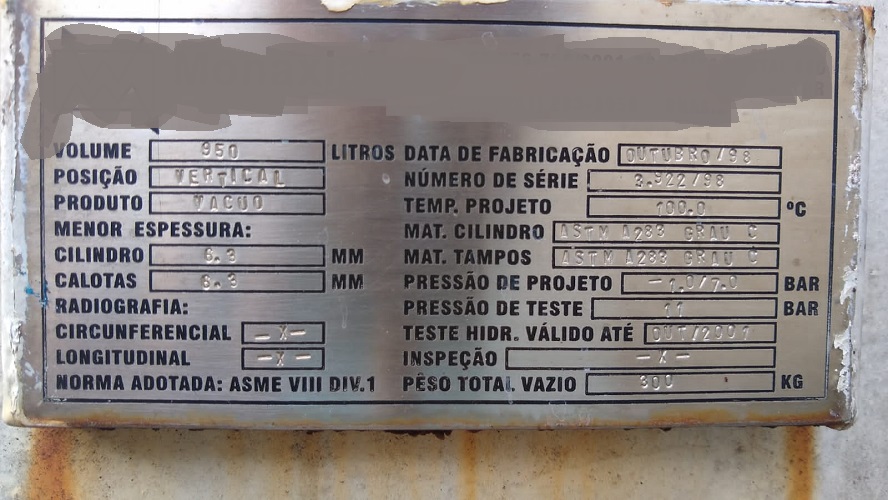 VOLUME 950 LITROS
POSIÇÃO VERTICAL
PRODUTO VACUO
MENOR ESPESSURA:
CILINDRO 6.3 MM
CALOTAS 6.3 MM
RADIOGRAFIA:
CIRCUNFERENCIAL -X-
LONGITUDINAL -X-
NORMA ADOTADA: ASME VIII DIV.1
DATA DE FABRICAÇÃO OUTUBRO/98
NÚMERO DE SÉRIE 3.922/98
TEMP. PROJETO 100.0 ºC
MAT. CILINDRO ASTM A283 GRAU C
MAT. TAMPOS ASTM A283 GRAU C
PRESSÃO DE PROJETO -1.0/7.0 BAR
PRESSÃO DE TESTE 11 BAR
TESTE HIDR. VÁLIDO ATÉ OUT/2001
INSPEÇÃO -X-
PÊSO TOTAL VAZIO 300 KG